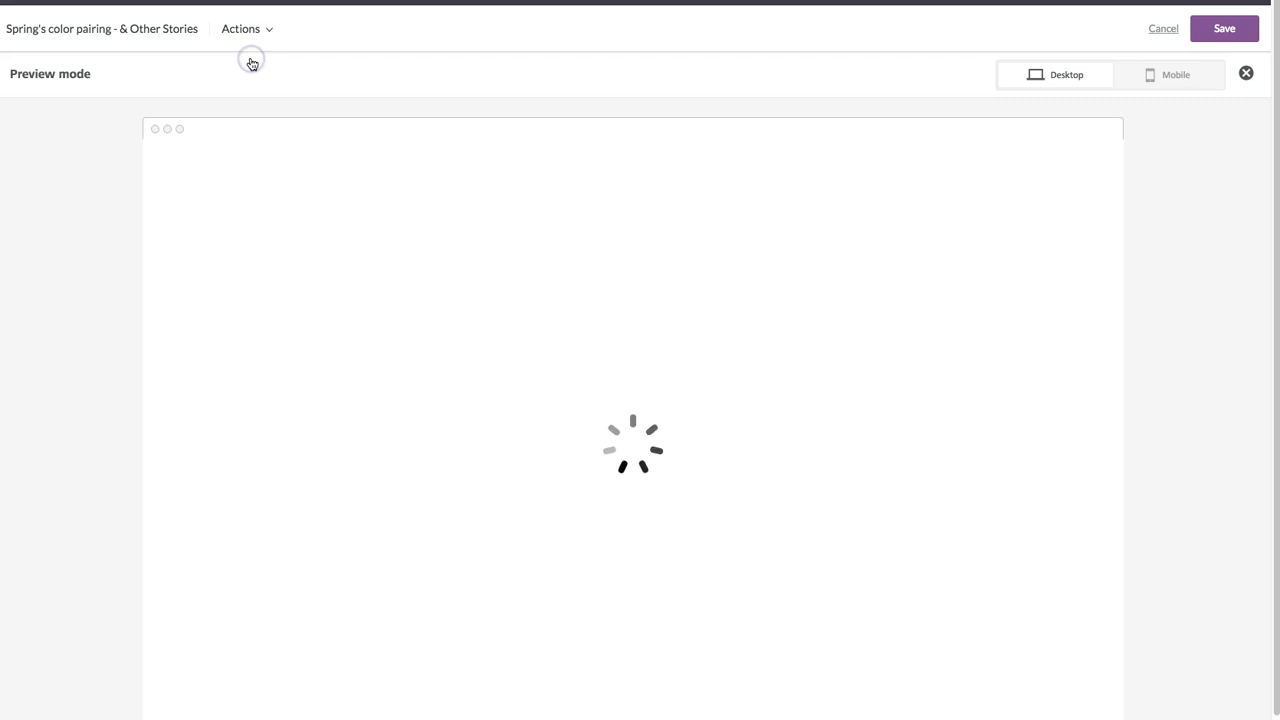 Spring's color pairing - & Other Stories Actions Cancel Save
Preview mode Desktop Mobile